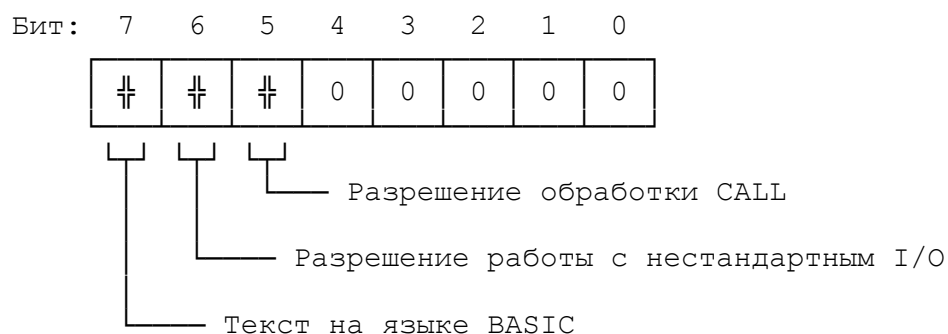 Бит: 7 6 5 4 3 2 1 0
╬ ╬ ╬ 0 0 0 0 0
Разрешение обработки CALL
Разрешение работы с нестандартным I/O
Текст на языке BASIC